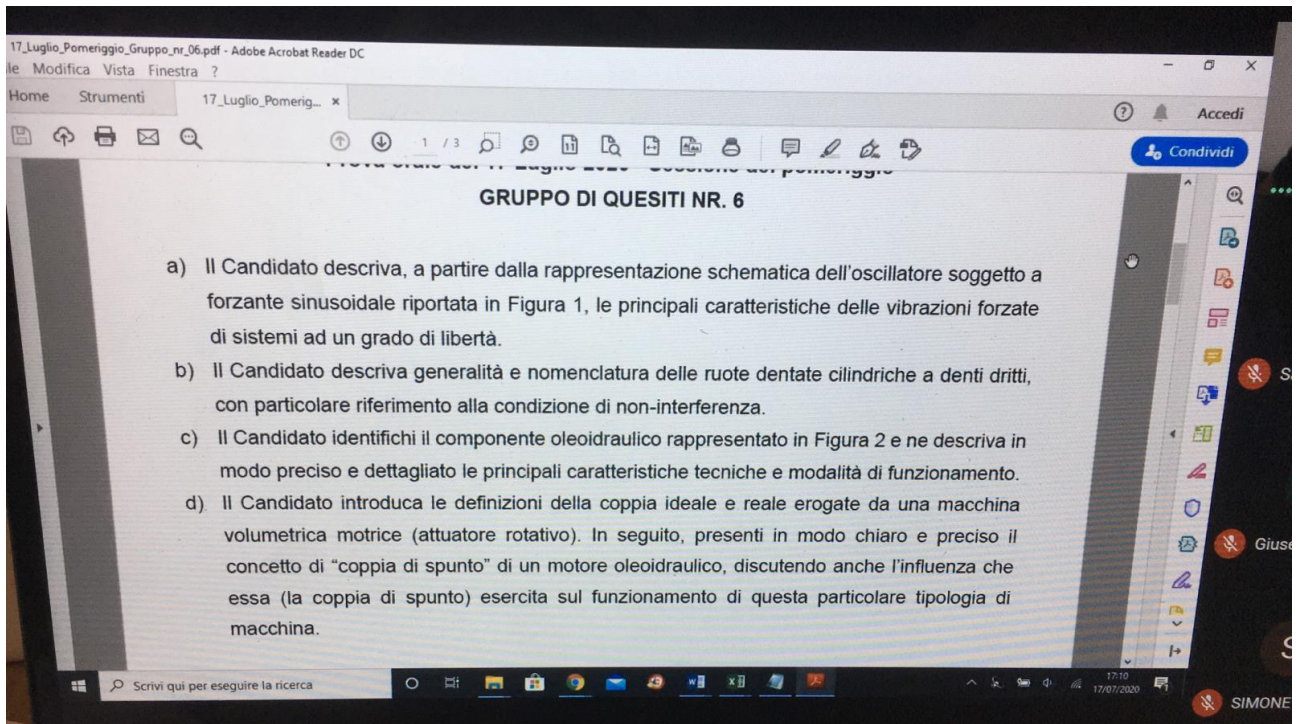 17_Luglio_Pomeriggio_Gruppo_nr_06.pdf - Adobe Acrobat Reader DC
Modifica Vista Finestra ?
Home Strumenti 17_Luglio_Pomerig... × ? Accedi
1 / 3 Condividi
GRUPPO DI QUESITI NR. 6
a) Il Candidato descriva, a partire dalla rappresentazione schematica dell'oscillatore soggetto a
forzante sinusoidale riportata in Figura 1, le principali caratteristiche delle vibrazioni forzate
di sistemi ad un grado di libertà.
b) Il Candidato descriva generalità e nomenclatura delle ruote dentate cilindriche a denti dritti,
con particolare riferimento alla condizione di non-interferenza.
c) Il Candidato identifichi il componente oleoidraulico rappresentato in Figura 2 e ne descriva in
modo preciso e dettagliato le principali caratteristiche tecniche e modalità di funzionamento.
d) Il Candidato introduca le definizioni della coppia ideale e reale erogate da una macchina
volumetrica motrice (attuatore rotativo). In seguito, presenti in modo chiaro e preciso il
concetto di "coppia di spunto" di un motore oleoidraulico, discutendo anche l'influenza che
essa (la coppia di spunto) esercita sul funzionamento di questa particolare tipologia di
macchina.
Scrivi qui per eseguire la ricerca
17:10
17/07/2020
Giuse
SIMONE